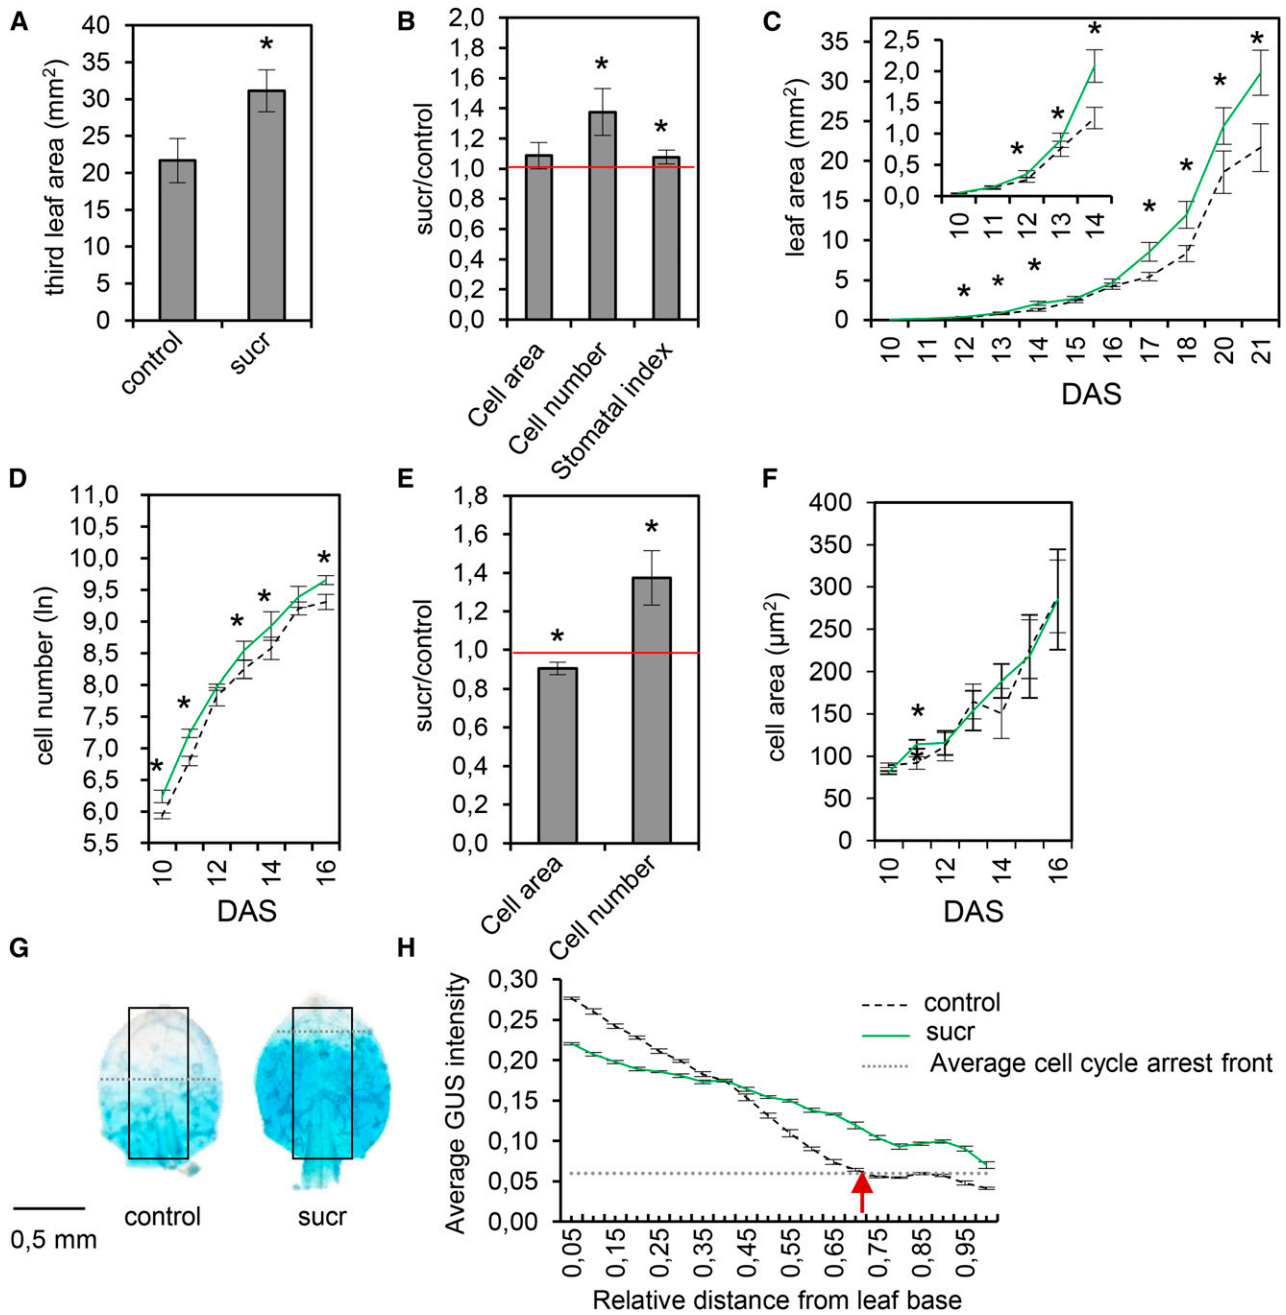 A
third leaf area (mm²)
40
35
30
25
20
15
10
5
0
*
control
sucr
B
sucr/control
2,0
1,8
1,6
1,4
1,2
1,0
0,8
0,6
0,4
0,2
0,0
*
*
Cell area
Cell number
Stomatal index
C
leaf area (mm²)
35
30
25
20
15
10
5
0
2,5
2,0
1,5
1,0
0,5
0,0
* * *
10 11 12 13 14
* * * * * * *
10 11 12 13 14 15 16 17 18 20 21
DAS
D
cell number (ln)
11,0
10,5
10,0
9,5
9,0
8,5
8,0
7,5
7,0
6,5
6,0
5,5
* * * * *
10 12 14 16
DAS
E
sucr/control
1,8
1,6
1,4
1,2
1,0
0,8
0,6
0,4
0,2
0,0
* *
Cell area
Cell number
F
cell area (µm²)
400
350
300
250
200
150
100
50
0
*
*
10 12 14 16
DAS
G
0,5 mm
control
sucr
H
Average GUS intensity
0,30
0,25
0,20
0,15
0,10
0,05
0,00
0,05 0,15 0,25 0,35 0,45 0,55 0,65 0,75 0,85 0,95
Relative distance from leaf base
control
sucr
Average cell cycle arrest front